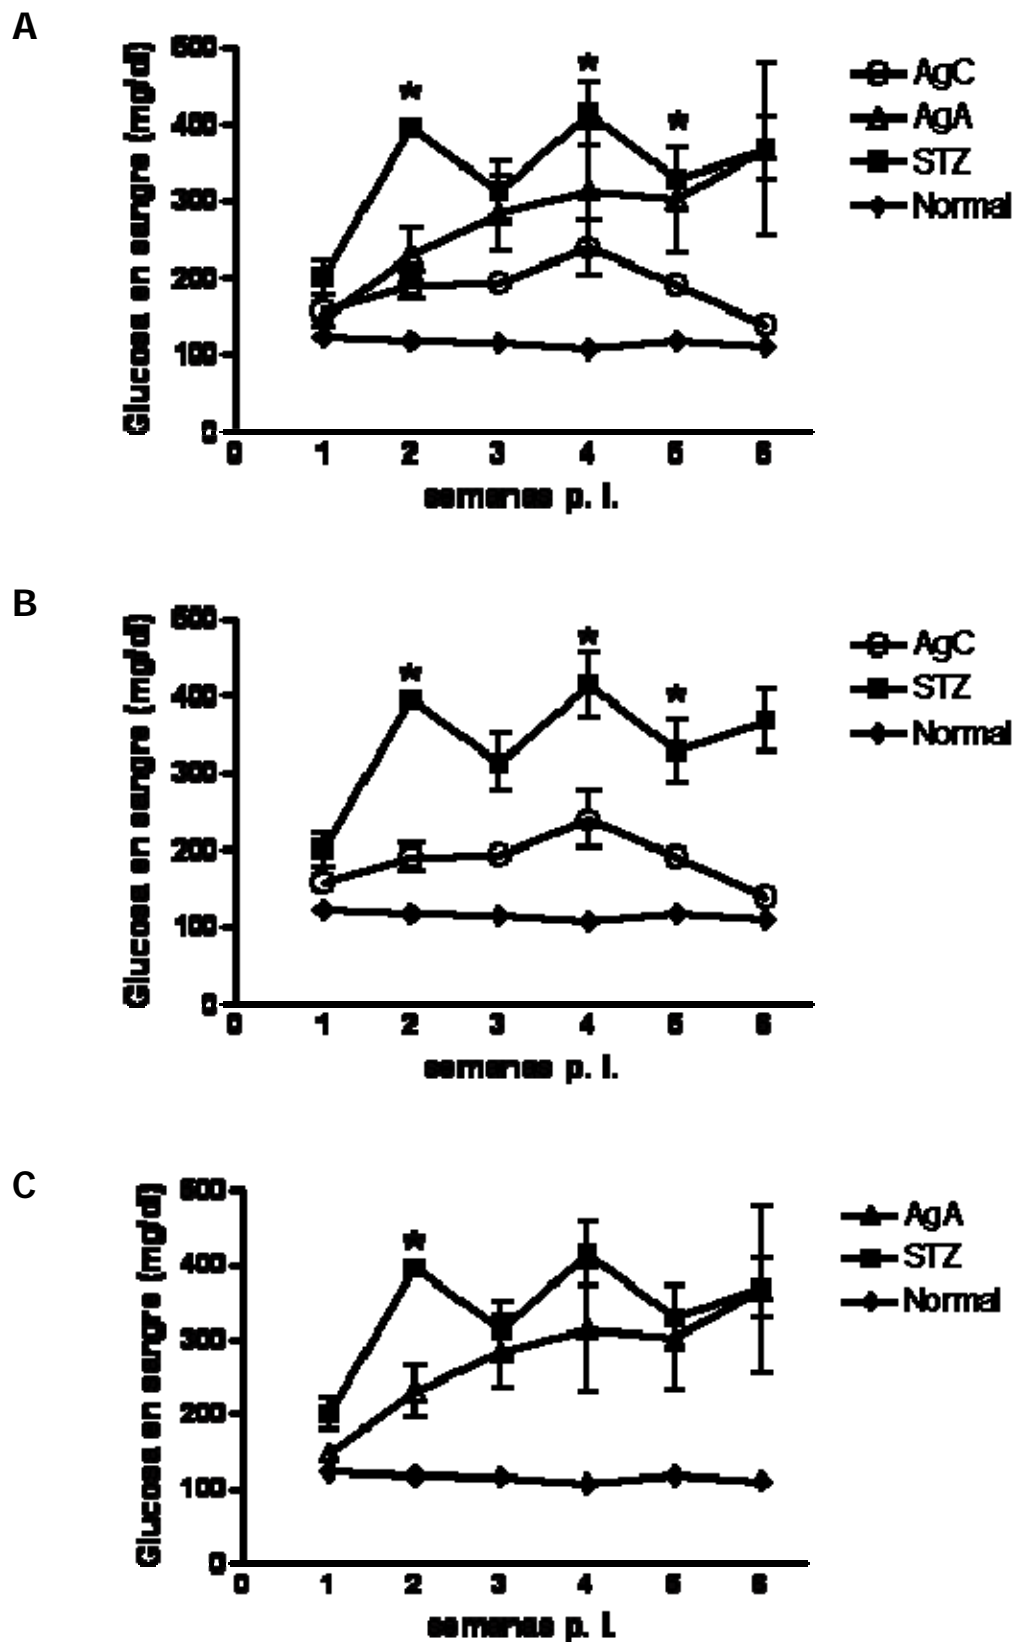 A
Glucosa en sangre (mg/dl)
500
400
300
200
100
0
0 1 2 3 4 5 6
semanas p. i.
* * *
AgC
AgA
STZ
Normal
B
Glucosa en sangre (mg/dl)
500
400
300
200
100
0
0 1 2 3 4 5 6
semanas p. i.
* * *
AgC
STZ
Normal
C
Glucosa en sangre (mg/dl)
500
400
300
200
100
0
0 1 2 3 4 5 6
semanas p. i.
*
AgA
STZ
Normal